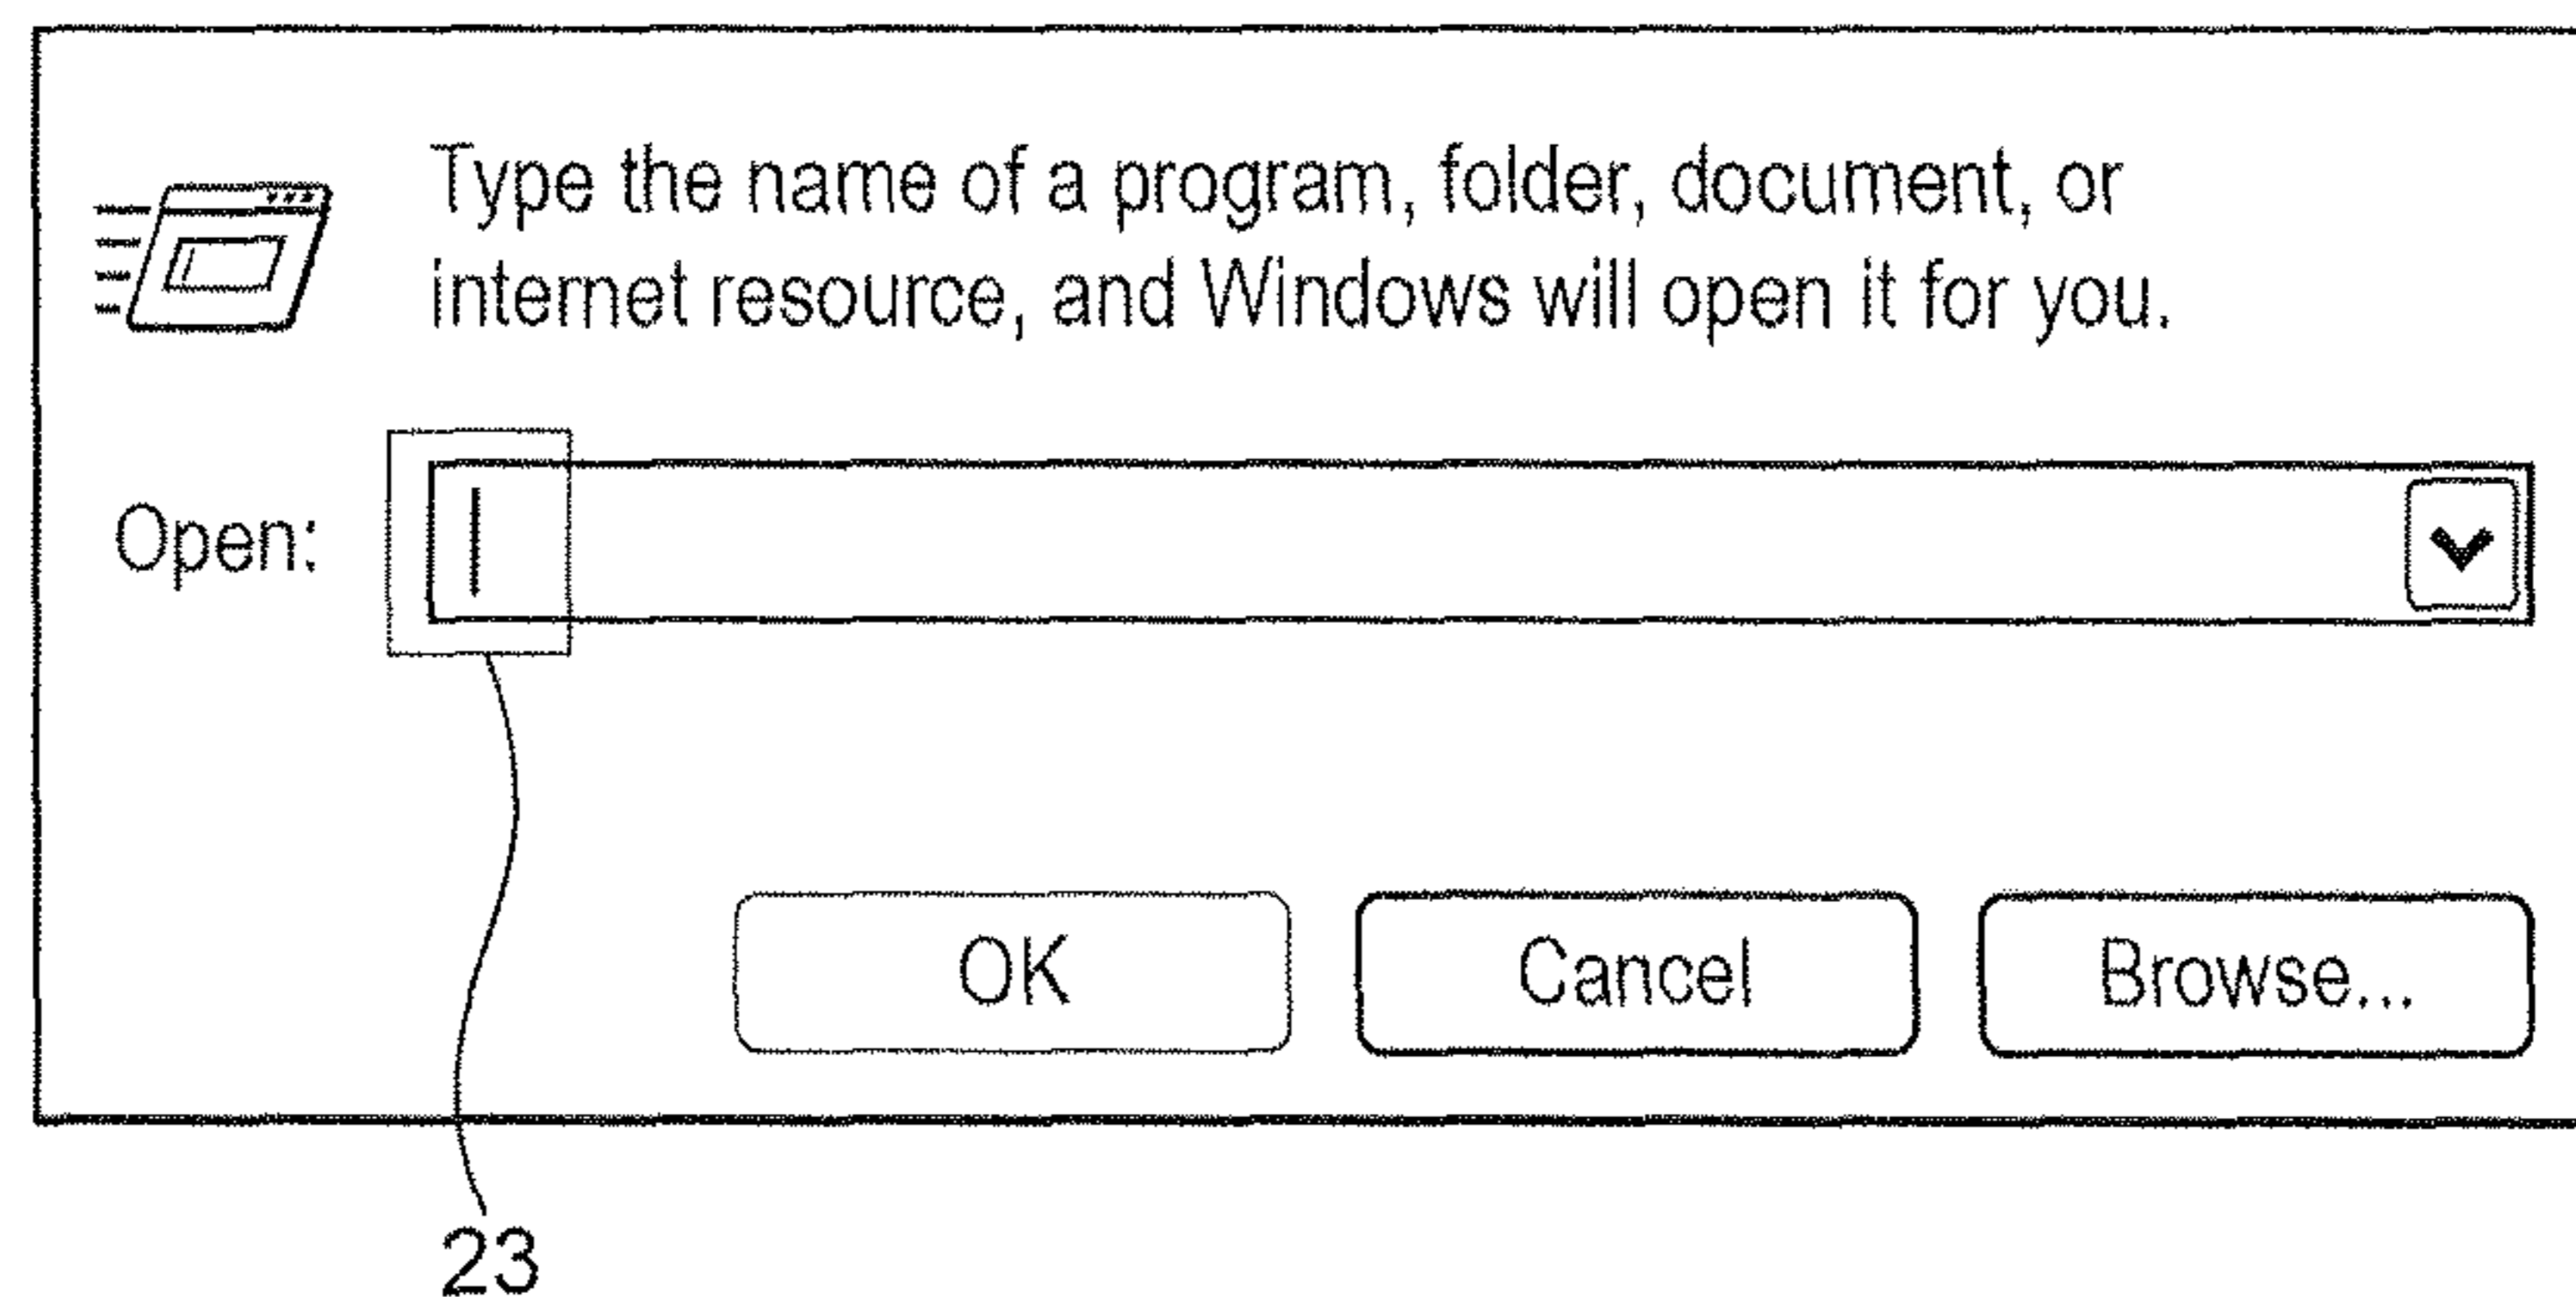 Type the name of a program, folder, document, or
internet resource, and Windows will open it for you.
Open:
OK Cancel Browse...
23